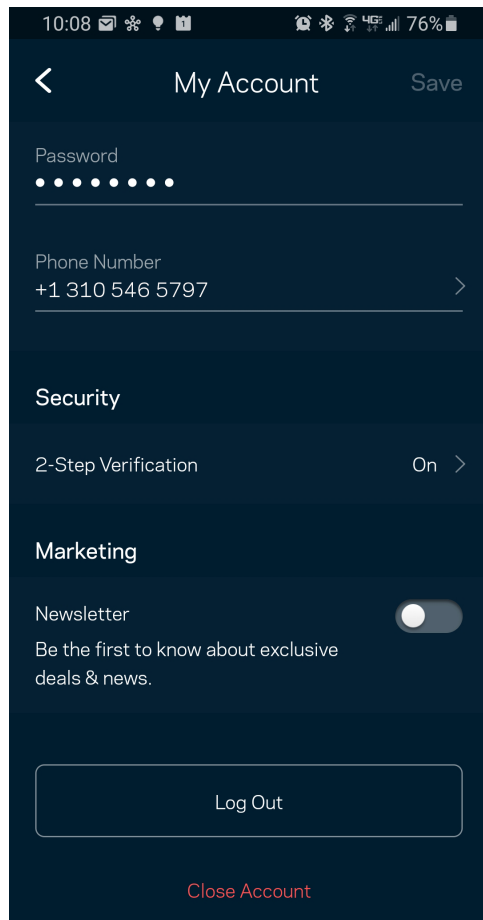 10:08 76%
My Account Save
Password
Phone Number
+1 310 546 5797
Security
2-Step Verification On
Marketing
Newsletter
Be the first to know about exclusive
deals & news.
Log Out
Close Account